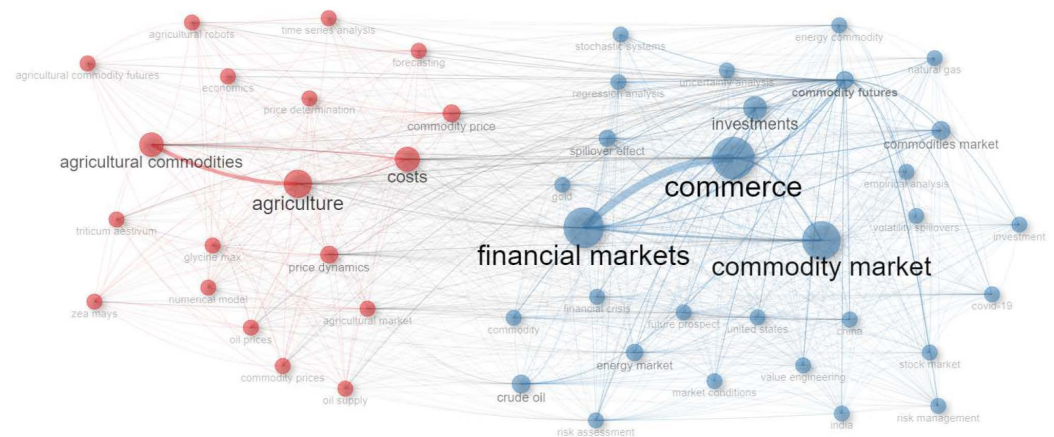 time series analysis
agricultural robots
energy commodity
stochastic systems
forecasting
natural gas
agricultural commodity futures
economics
uncertainty analysis
regression analysis
commodity futures
price determination
investments
commodity price
commodities market
spillover effect
agricultural commodities
costs
empirical analysis
commerce
gold
agriculture
volatility spillovers
triticum aestivum
investment
financial markets
glycine max
price dynamics
commodity market
numerical model
covid-19
financial crisis
zea mays
agricultural market
commodity
future prospect
united states
china
oil prices
energy market
stock market
commodity prices
value engineering
market conditions
crude oil
oil supply
risk management
india
risk assessment